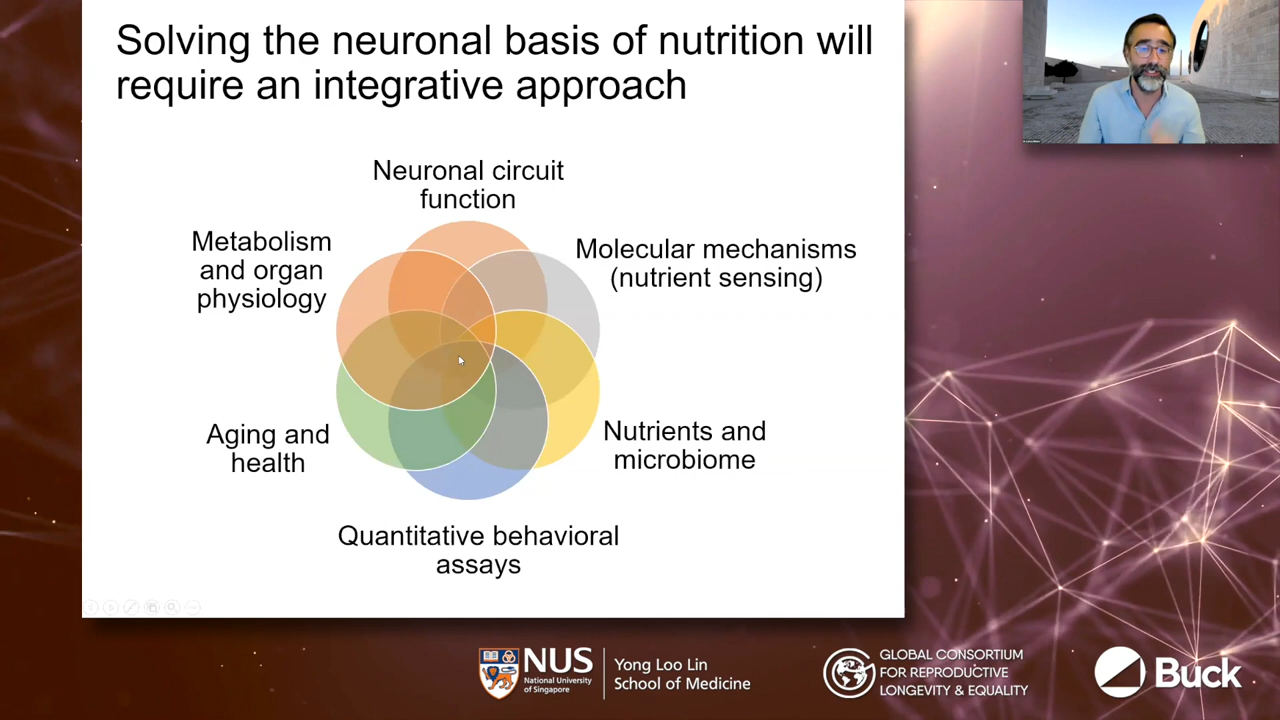 Solving the neuronal basis of nutrition will
require an integrative approach
Neuronal circuit
function
Metabolism
and organ
physiology
Molecular mechanisms
(nutrient sensing)
Aging and
health
Nutrients and
microbiome
Quantitative behavioral
assays
NUS
National University
of Singapore
Yong Loo Lin
School of Medicine
GLOBAL CONSORTIUM
FOR REPRODUCTIVE
LONGEVITY & EQUALITY
Buck